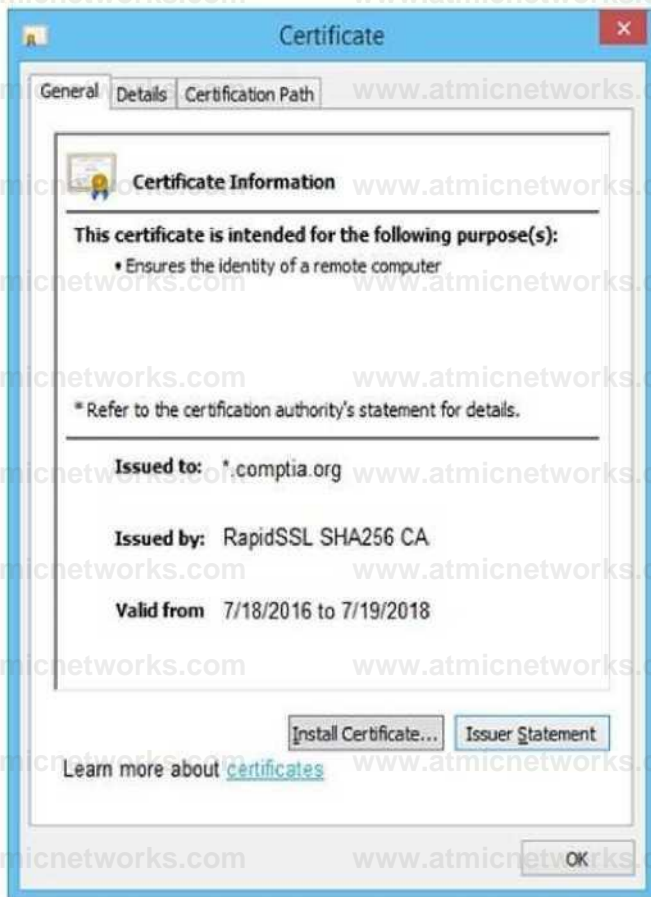 Certificate
General Details Certification Path
Certificate Information
This certificate is intended for the following purpose(s):
• Ensures the identity of a remote computer
* Refer to the certification authority's statement for details.
Issued to: *.comptia.org
Issued by: RapidSSL SHA256 CA
Valid from 7/18/2016 to 7/19/2018
Install Certificate... Issuer Statement
Learn more about certificates
OK
www.atmicnetworks.com